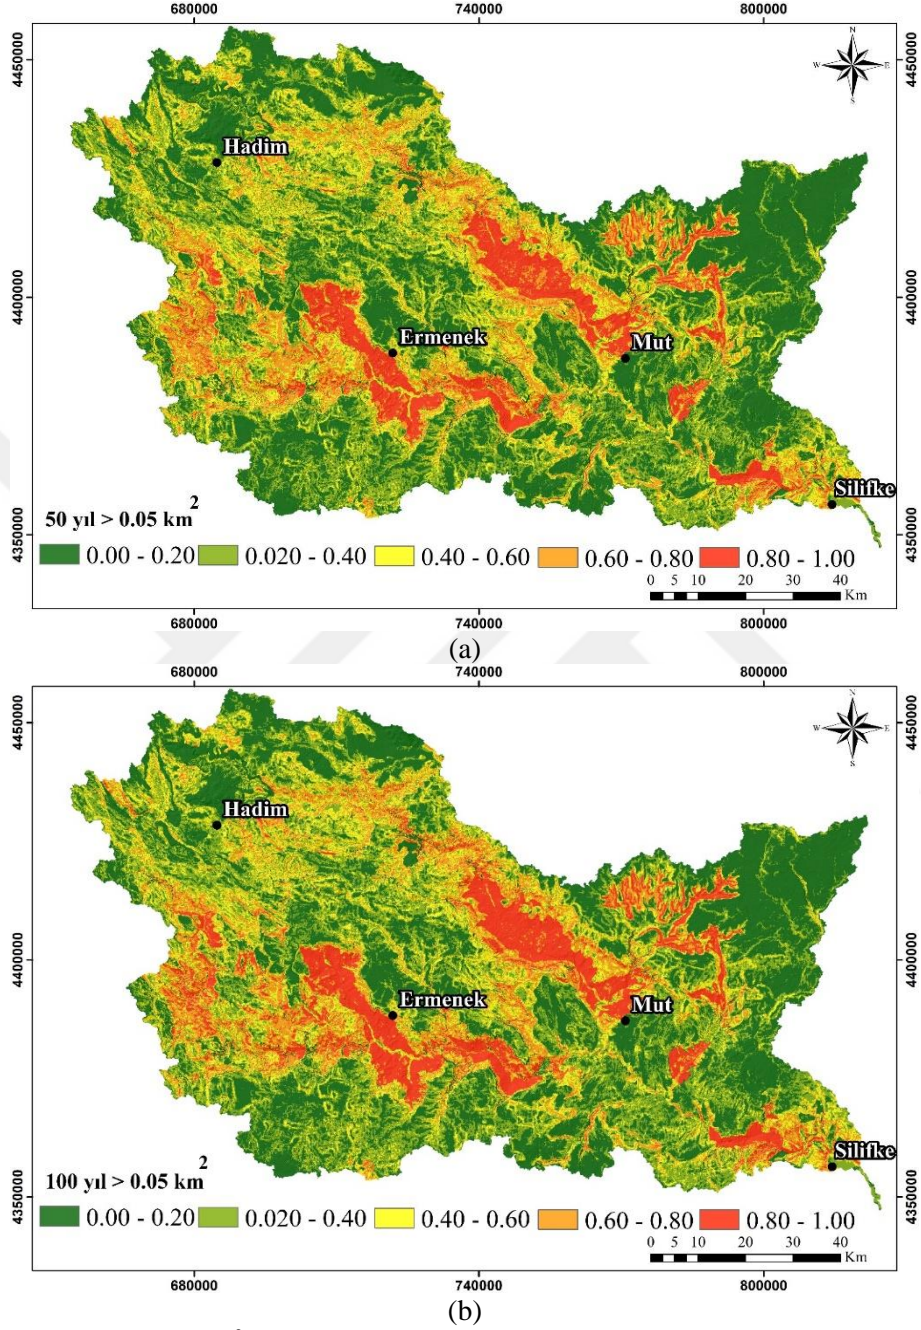 680000 740000 800000
4450000 4450000
N
W E
S
Hadim
4400000 4400000
Ermenek
Mut
Silifke
50 yıl > 0.05 km2
4350000 4350000
0.00 - 0.20 0.020 - 0.40 0.40 - 0.60 0.60 - 0.80 0.80 - 1.00
0 5 10 20 30 40
Km
680000 740000 800000
(a)
680000 740000 800000
4450000 4450000
N
W E
S
Hadim
4400000 4400000
Ermenek
Mut
Silifke
100 yıl > 0.05 km2
4350000 4350000
0.00 - 0.20 0.020 - 0.40 0.40 - 0.60 0.60 - 0.80 0.80 - 1.00
0 5 10 20 30 40
Km
680000 740000 800000
(b)